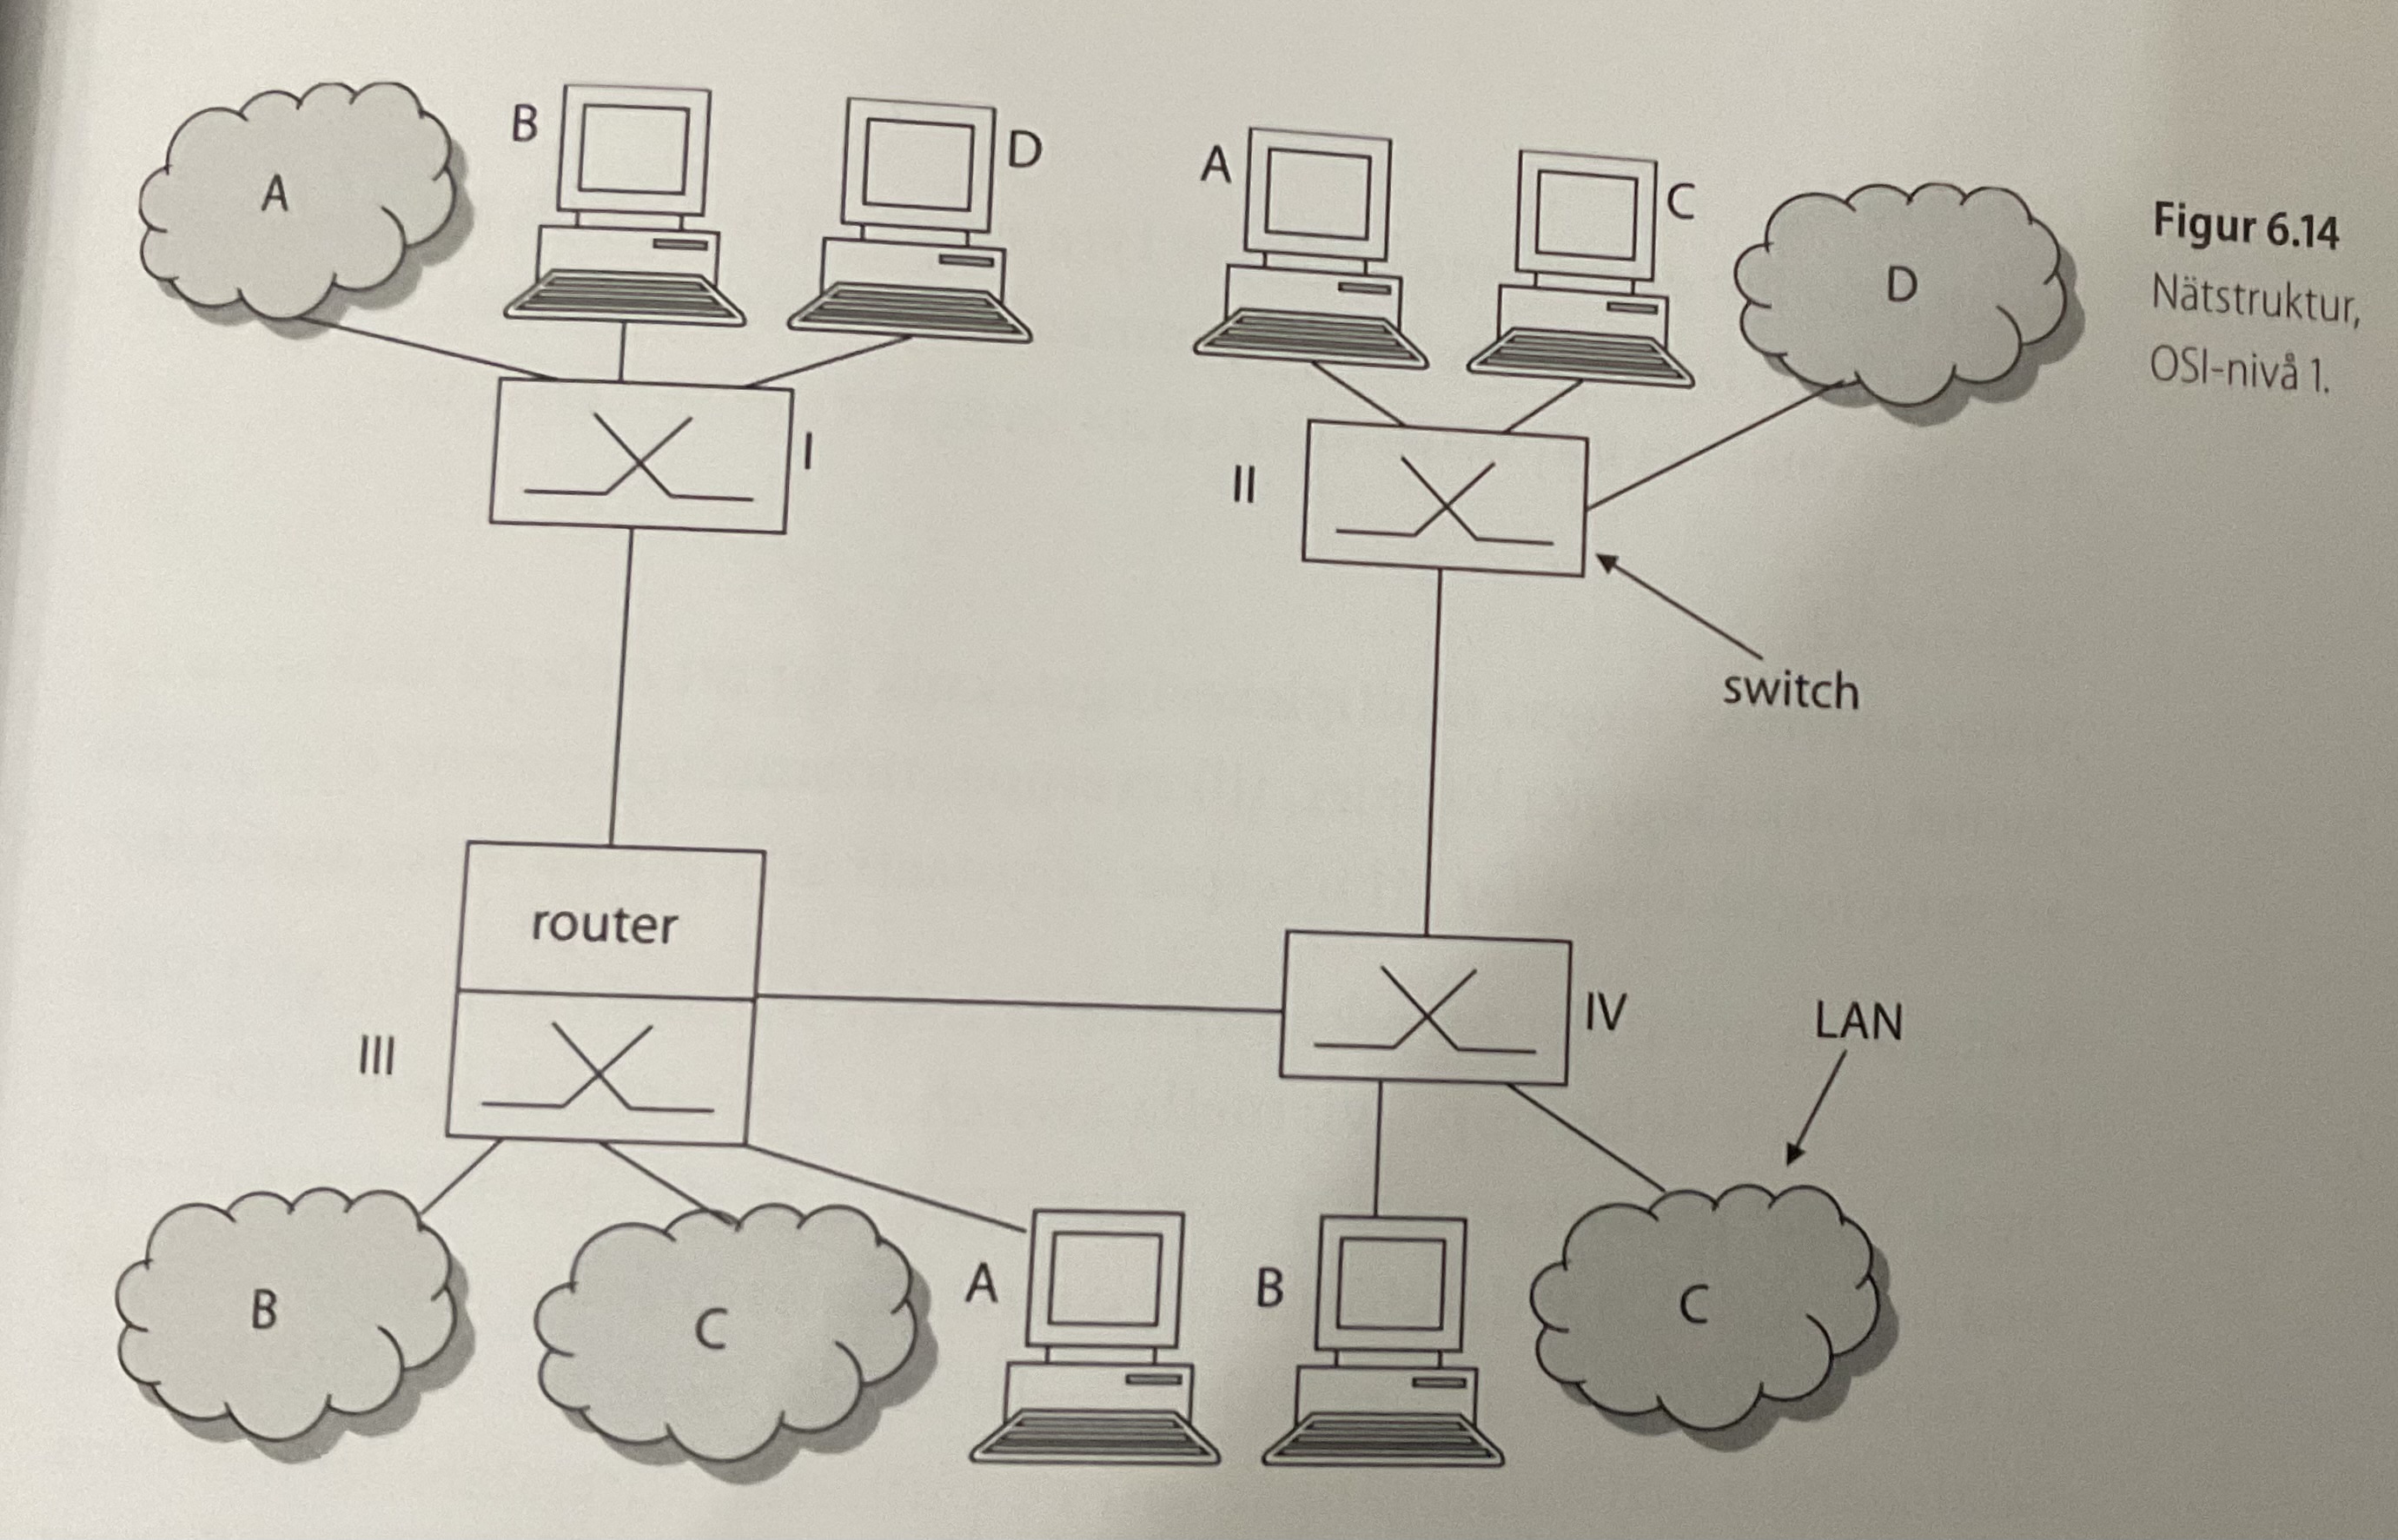 A
B
D
A
C
D
Figur 6.14
Nätstruktur,
OSI-nivå 1.
I
II
switch
router
III
IV
LAN
B
C
A
B
C